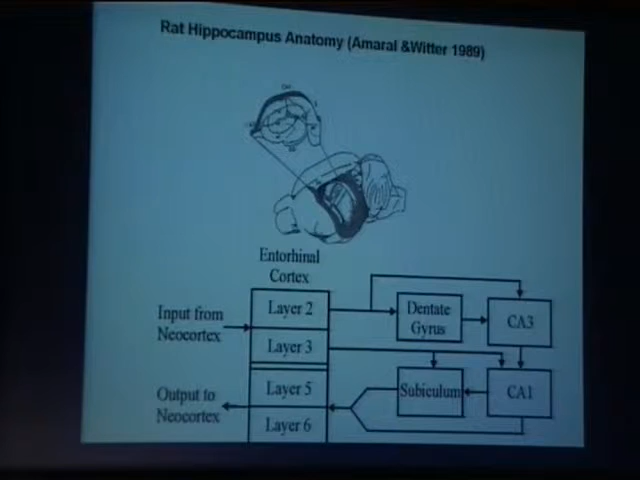 Rat Hippocampus Anatomy (Amaral &Witter 1989)
Entorhinal
Cortex
Input from
Neocortex
Layer 2
Layer 3
Dentate
Gyrus
CA3
Output to
Neocortex
Layer 5
Layer 6
Subiculum
CA1